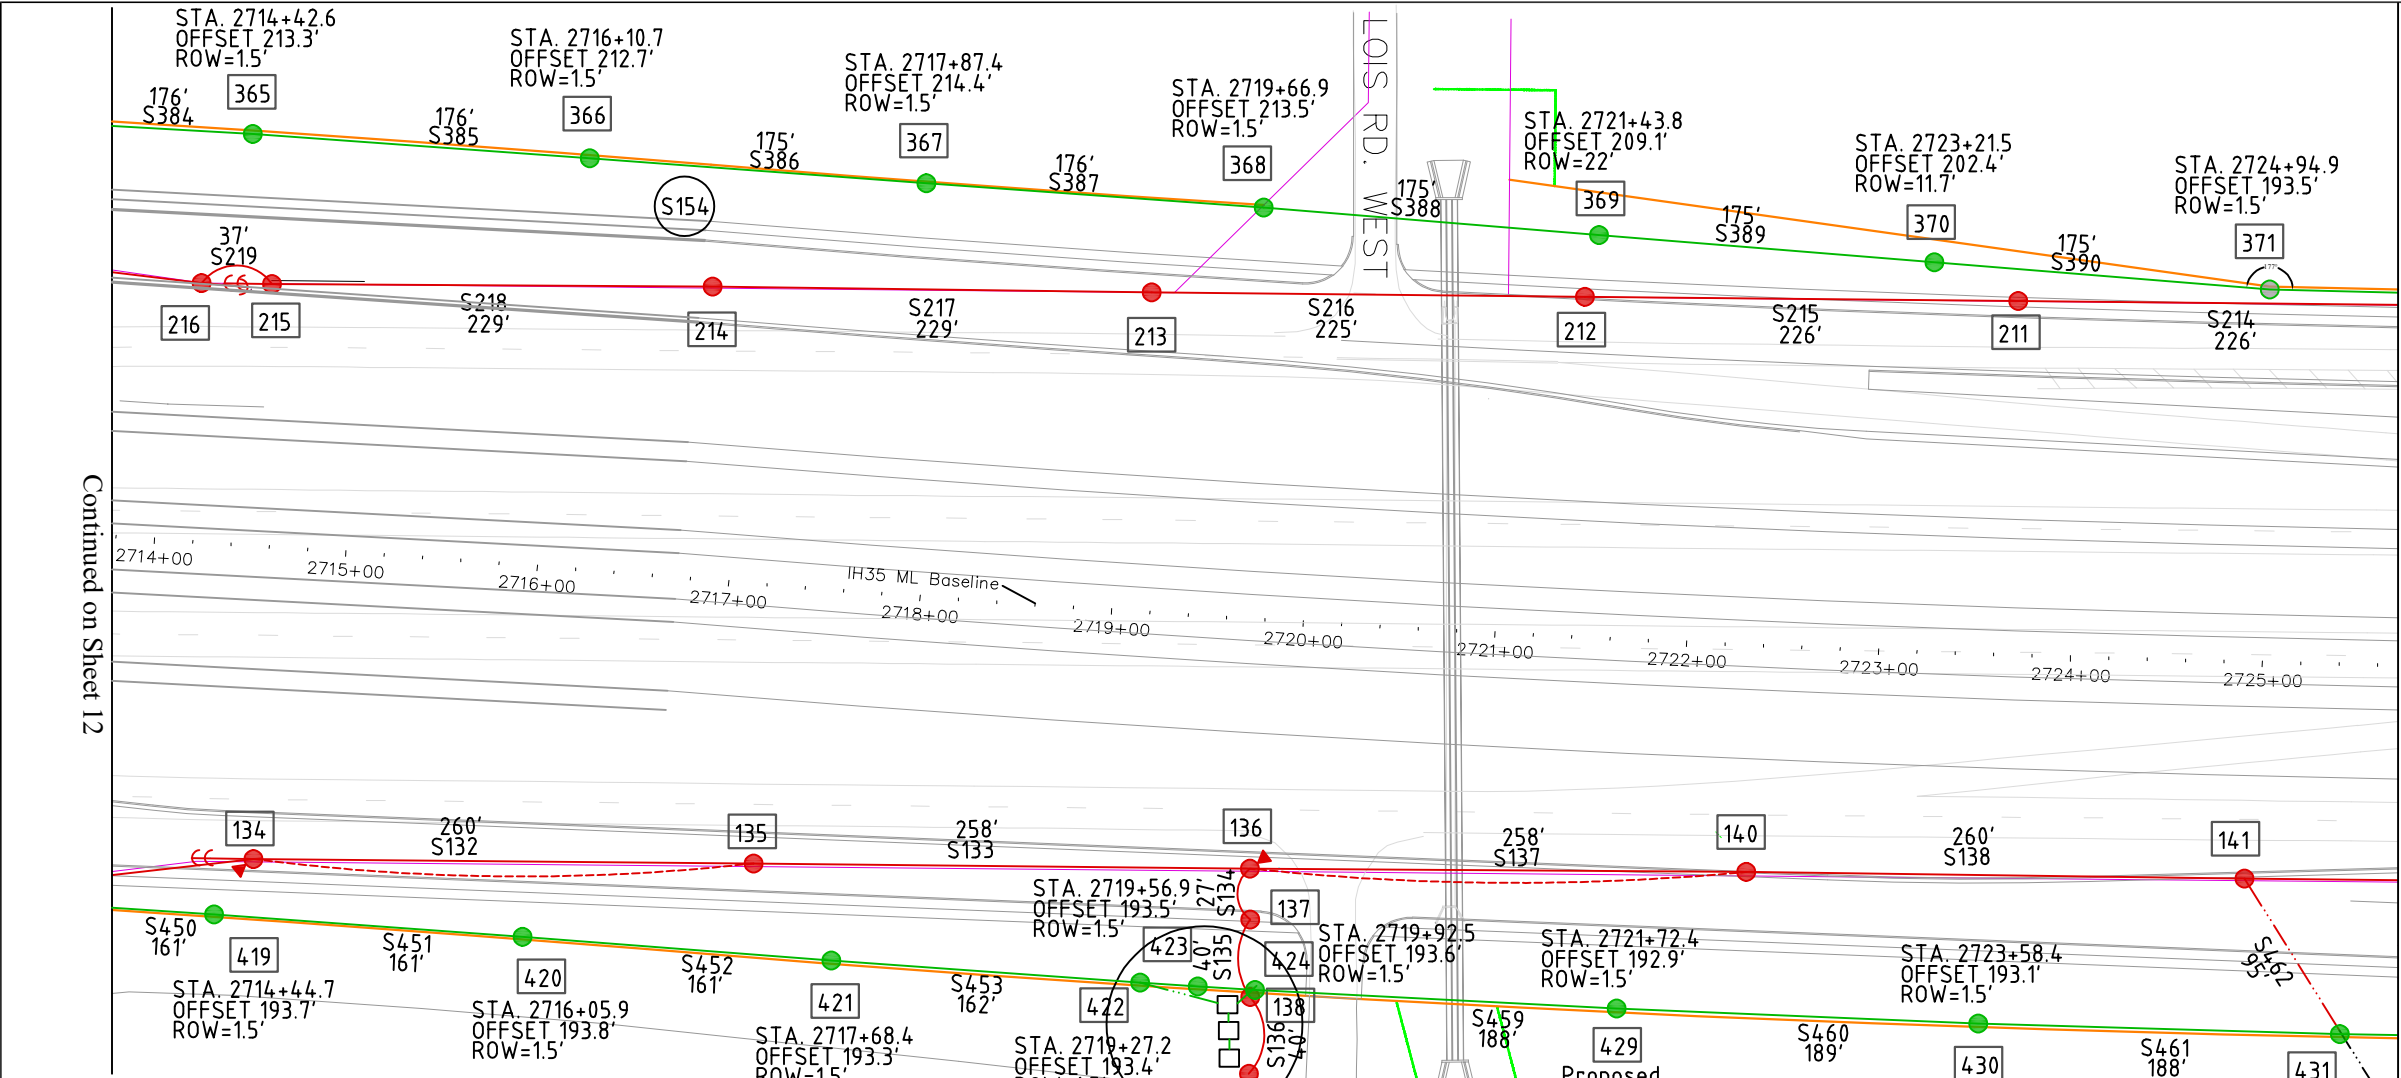 STA. 2714+42.6
OFFSET 213.3'
ROW=1.5'
365
176'
S384
STA. 2716+10.7
OFFSET 212.7'
ROW=1.5'
366
176'
S385
STA. 2717+87.4
OFFSET 214.4'
ROW=1.5'
367
175'
S386
STA. 2719+66.9
OFFSET 213.5'
ROW=1.5'
368
176'
S387
LOIS RD. WEST
175'
S388
STA. 2721+43.8
OFFSET 209.1'
ROW=22'
369
175'
S389
STA. 2723+21.5
OFFSET 202.4'
ROW=11.7'
370
175'
S390
STA. 2724+94.9
OFFSET 193.5'
ROW=1.5'
371
S154
37'
S219
216
215
S218
229'
214
S217
229'
213
S216
225'
212
S215
226'
211
S214
226'
Continued on Sheet 12
2714+00
2715+00
2716+00
2717+00
IH35 ML Baseline
2718+00
2719+00
2720+00
2721+00
2722+00
2723+00
2724+00
2725+00
134
260'
S132
135
258'
S133
136
258'
S137
140
260'
S138
141
27'
S134
137
STA. 2719+56.9
OFFSET 193.5'
ROW=1.5'
423
40'
S135
424
STA. 2719+92.5
OFFSET 193.6'
ROW=1.5'
138
S136
40'
S450
161'
419
STA. 2714+44.7
OFFSET 193.7'
ROW=1.5'
S451
161'
420
STA. 2716+05.9
OFFSET 193.8'
ROW=1.5'
S452
161'
421
STA. 2717+68.4
OFFSET 193.3'
ROW=1.5'
S453
162'
422
STA. 2719+27.2
OFFSET 193.4'
S459
188'
STA. 2721+72.4
OFFSET 192.9'
ROW=1.5'
429
Proposed
S460
189'
STA. 2723+58.4
OFFSET 193.1'
ROW=1.5'
430
S461
188'
S462
95'
431